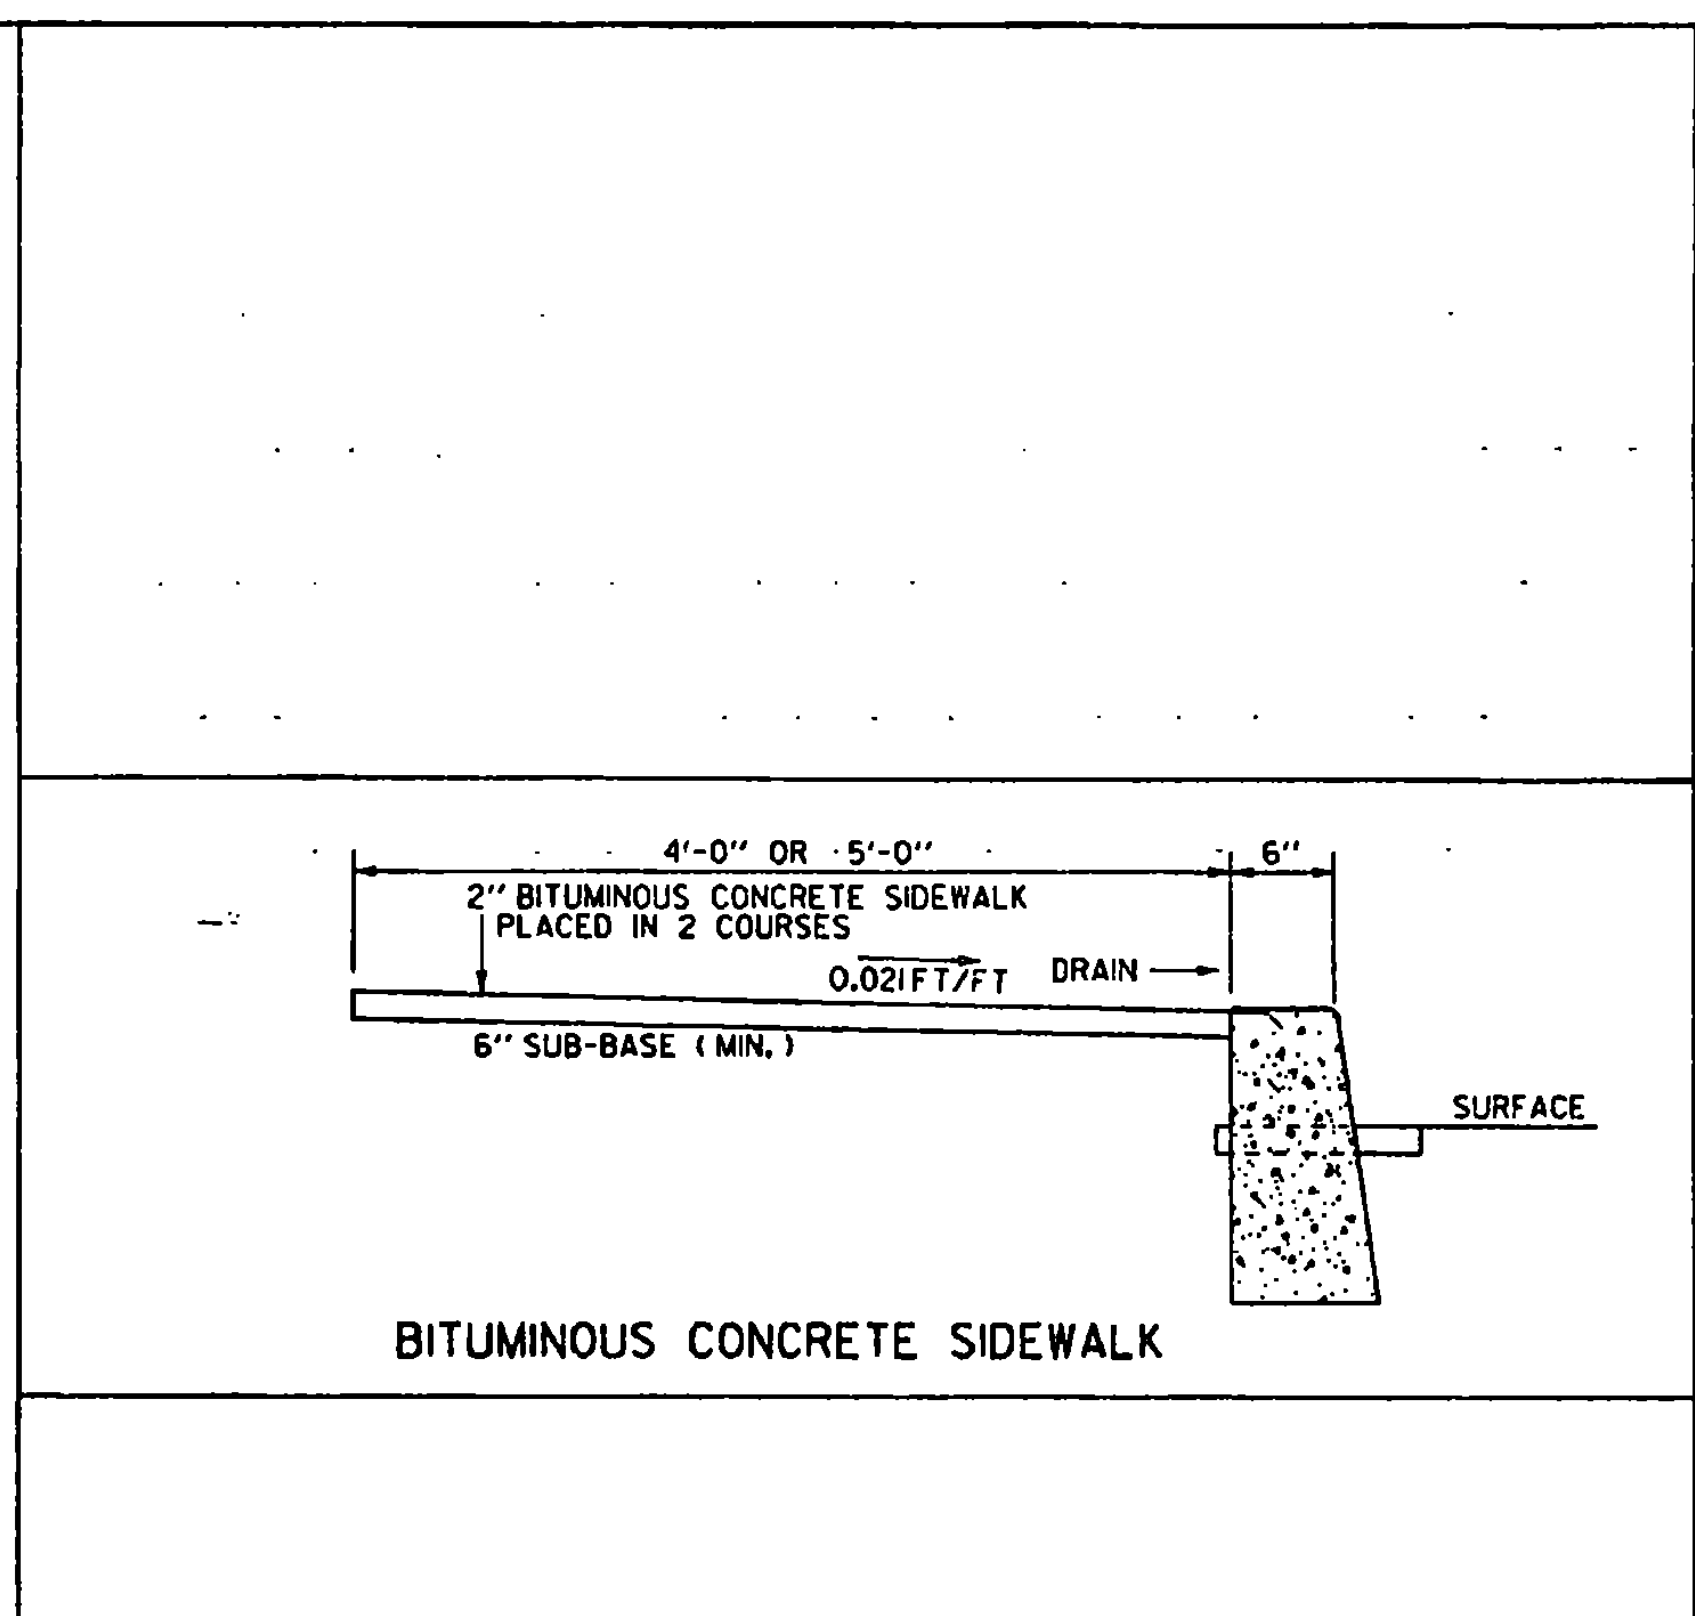 4'-0" OR 5'-0"
6"
2" BITUMINOUS CONCRETE SIDEWALK
PLACED IN 2 COURSES
0.021FT/FT
DRAIN
6" SUB-BASE (MIN.)
SURFACE
BITUMINOUS CONCRETE SIDEWALK